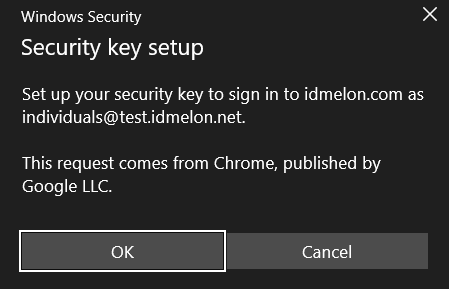 Windows Security
Security key setup
Set up your security key to sign in to idmelon.com as
individuals@test.idmelon.net.
This request comes from Chrome, published by
Google LLC.
OK
Cancel